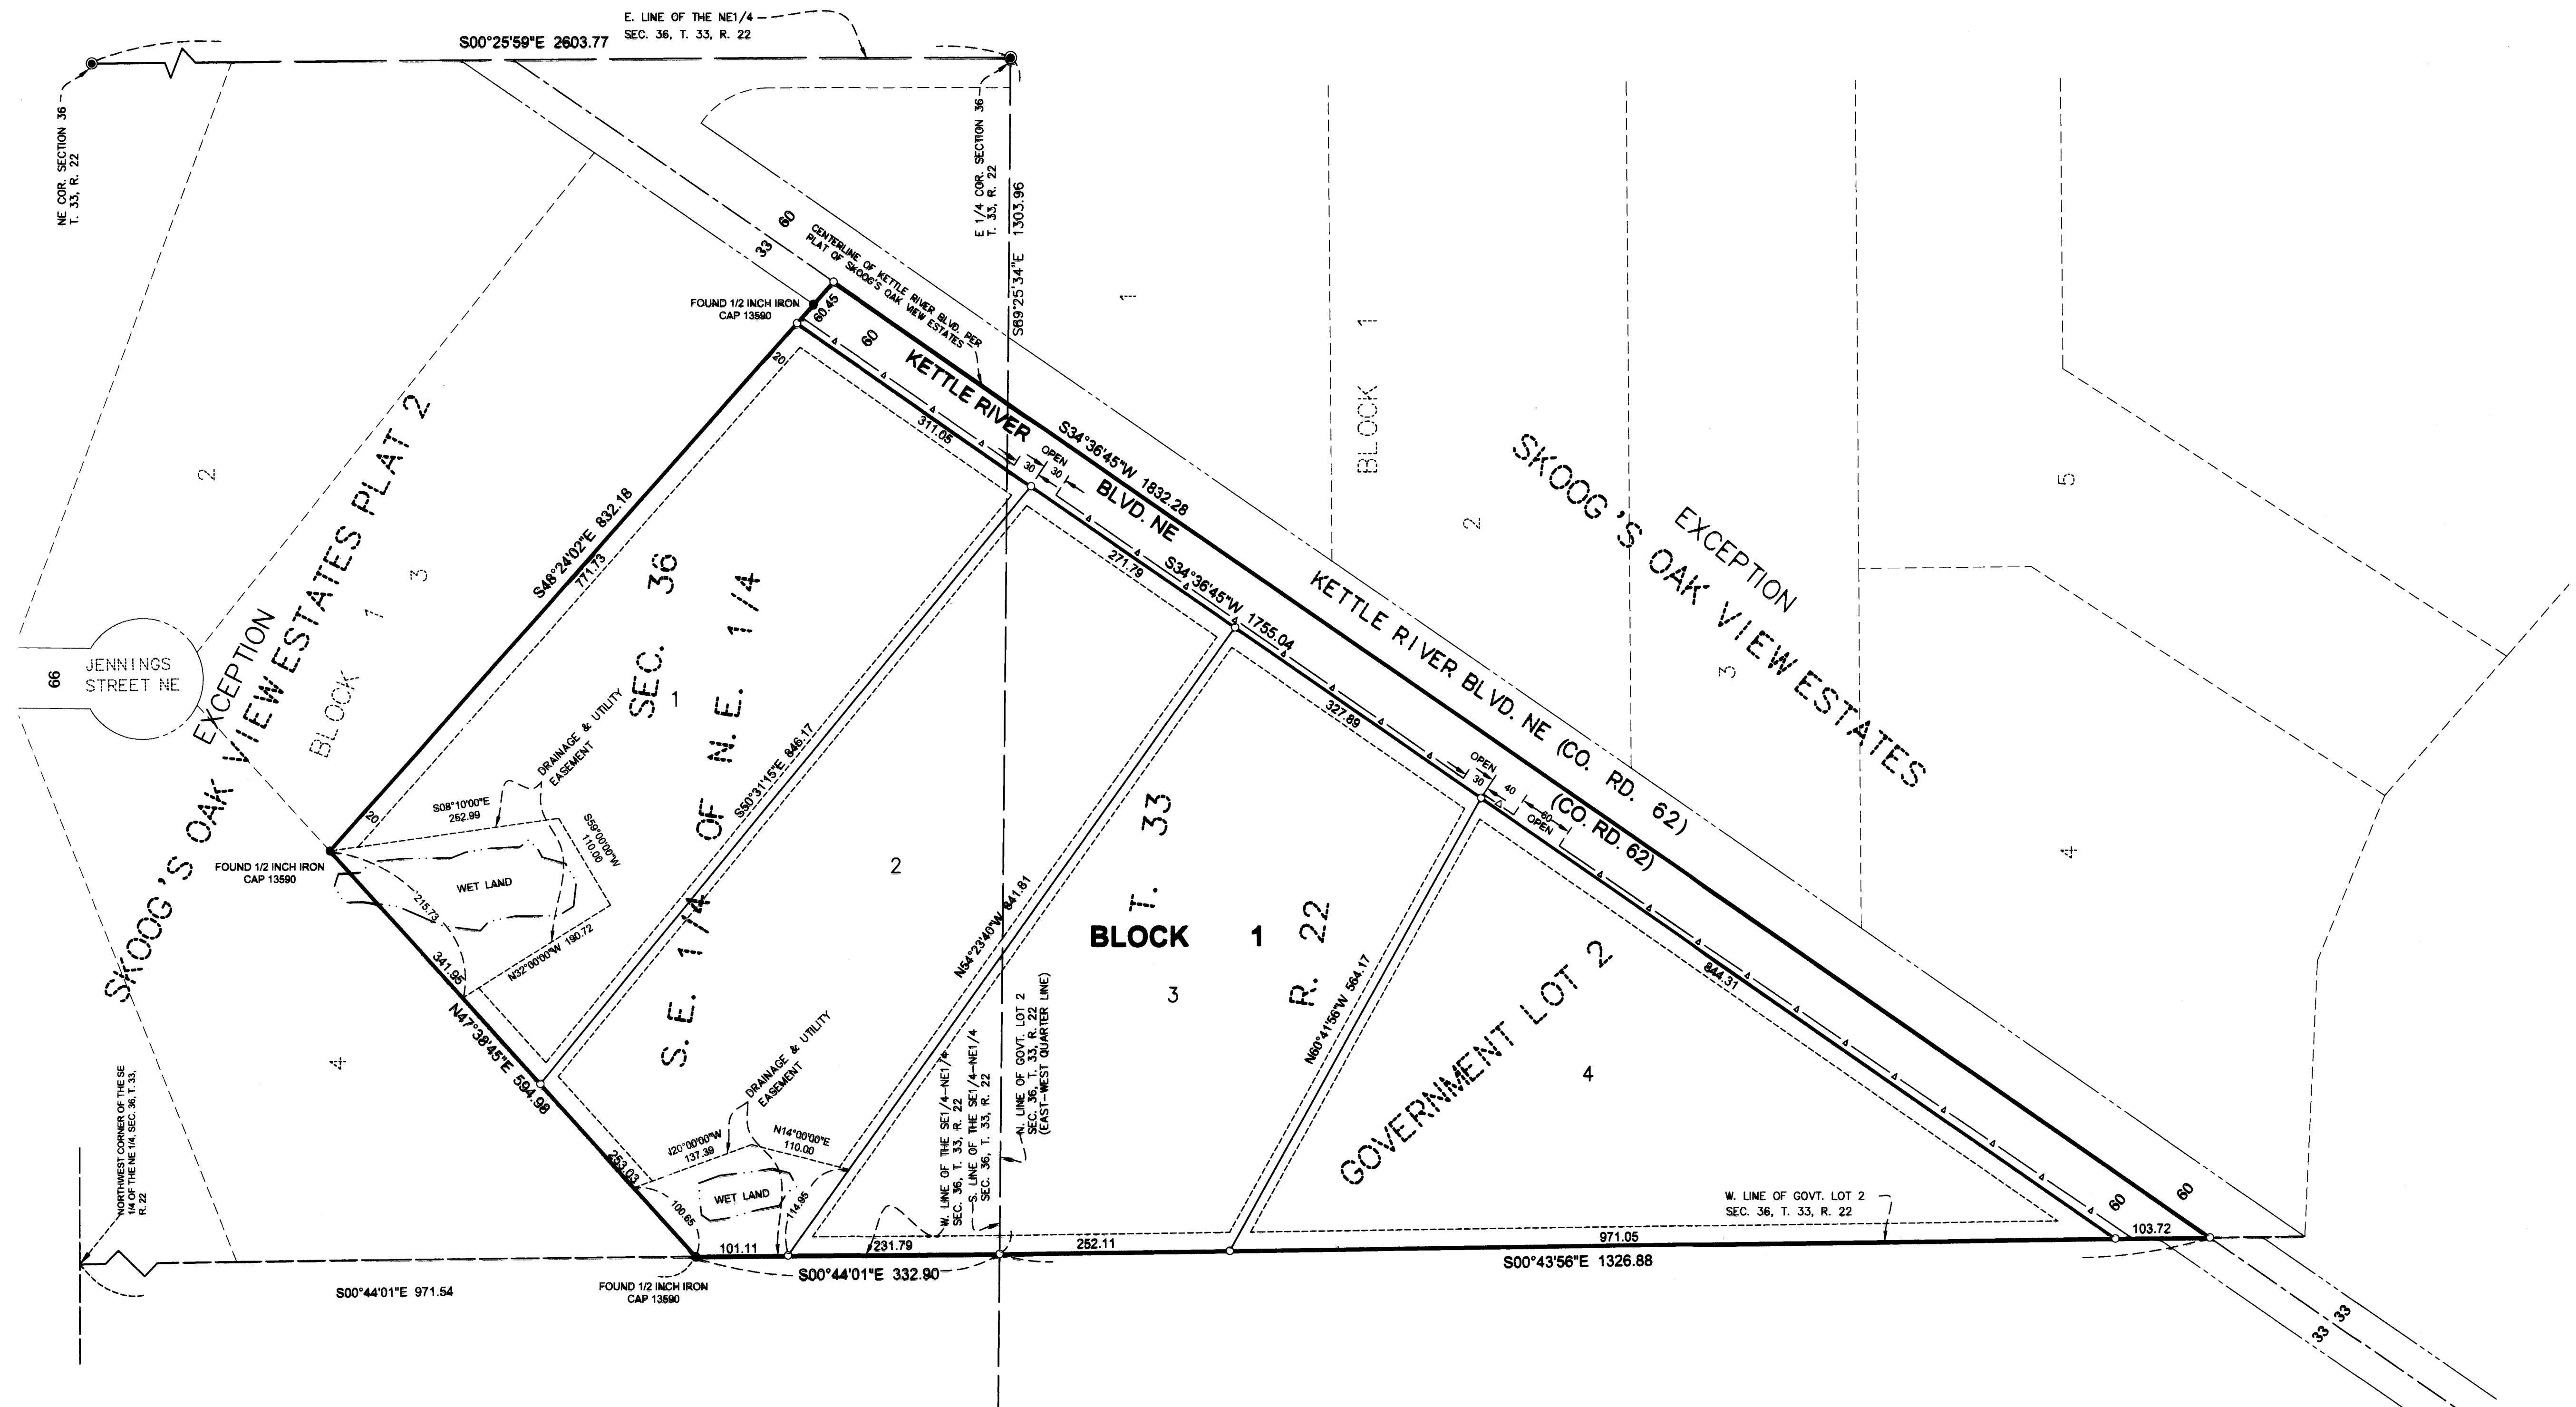 E. LINE OF THE NE1/4
SEC. 36, T. 33, R. 22
S00°25'59"E 2603.77
NE COR. SECTION 36
T. 33, R. 22
E 1/4 COR. SECTION 36
T. 33, R. 22
S89°25'34"E 1303.96
60
33
CENTERLINE OF KETTLE RIVER BLVD. PER
PLAT OF SKOOG'S OAK VIEW ESTATES
FOUND 1/2 INCH IRON
CAP 13590
60.45
60
KETTLE RIVER
BLVD. NE
20
311.05
OPEN
30
30
S34°36'45"W 1832.28
271.79
S34°36'45"W 1755.04
327.89
OPEN
30
40
60
OPEN
(CO. RD. 62)
KETTLE RIVER BLVD. NE (CO. RD. 62)
844.31
1
BLOCK 1
2
3
5
4
EXCEPTION
SKOOG'S OAK VIEW ESTATES
2
3
BLOCK 1
EXCEPTION
SKOOG'S OAK VIEW ESTATES PLAT 2
4
66
JENNINGS
STREET NE
S48°24'02"E 832.18
771.73
SEC. 36
1
S.E. 1/4 OF N.E. 1/4
DRAINAGE & UTILITY
EASEMENT
S08°10'00"E
252.99
S59°00'00"W
110.00
20
FOUND 1/2 INCH IRON
CAP 13590
WET LAND
215.73
N32°00'00"W 190.72
341.95
N47°38'45"E 594.98
S50°31'15"E 846.17
2
N54°23'40"W 841.81
T. 33
R. 22
BLOCK 1
3
N60°41'56"W 564.17
GOVERNMENT LOT 2
4
DRAINAGE & UTILITY
EASEMENT
N20°00'00"W
137.39
N14°00'00"E
110.00
253.03
100.65
WET LAND
114.95
W. LINE OF THE SE1/4-NE1/4
SEC. 36, T. 33, R. 22
S. LINE OF THE SE1/4-NE1/4
SEC. 36, T. 33, R. 22
N. LINE OF GOVT. LOT 2
SEC. 36, T. 33, R. 22
(EAST-WEST QUARTER LINE)
NORTHWEST CORNER OF THE SE
1/4 OF THE NE 1/4, SEC. 36, T. 33,
R. 22
W. LINE OF GOVT. LOT 2
SEC. 36, T. 33, R. 22
60
60
103.72
101.11
231.79
252.11
971.05
S00°44'01"E 332.90
S00°43'56"E 1326.88
S00°44'01"E 971.54
FOUND 1/2 INCH IRON
CAP 13590
33
33